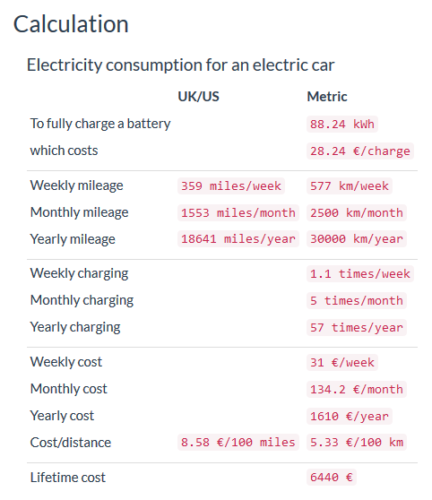 Calculation
Electricity consumption for an electric car
UK/US Metric
To fully charge a battery 88.24 kWh
which costs 28.24 €/charge
Weekly mileage 359 miles/week 577 km/week
Monthly mileage 1553 miles/month 2500 km/month
Yearly mileage 18641 miles/year 30000 km/year
Weekly charging 1.1 times/week
Monthly charging 5 times/month
Yearly charging 57 times/year
Weekly cost 31 €/week
Monthly cost 134.2 €/month
Yearly cost 1610 €/year
Cost/distance 8.58 €/100 miles 5.33 €/100 km
Lifetime cost 6440 €